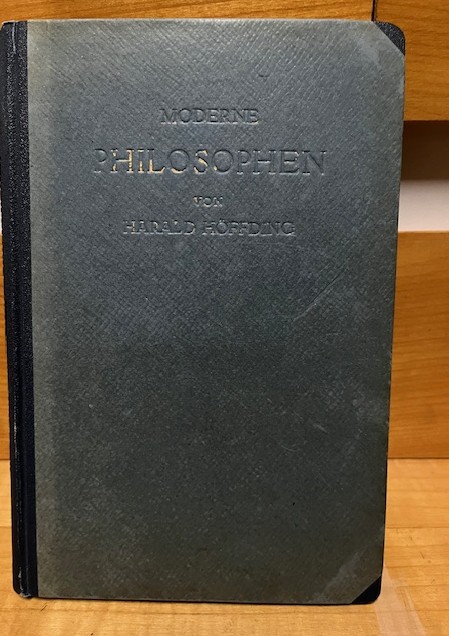 MODERNE
PHILOSOPHEN
VON
HARALD HÖFFDING